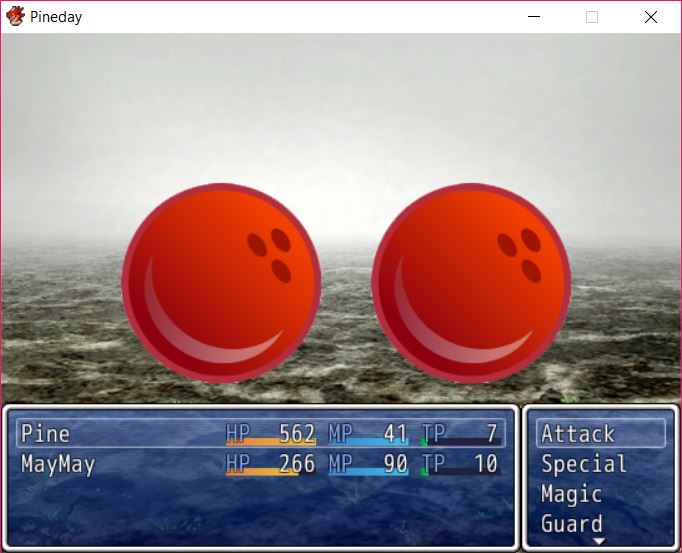 Pineday
Pine HP 562 MP 41 TP 7
MayMay HP 266 MP 90 TP 10
Attack
Special
Magic
Guard